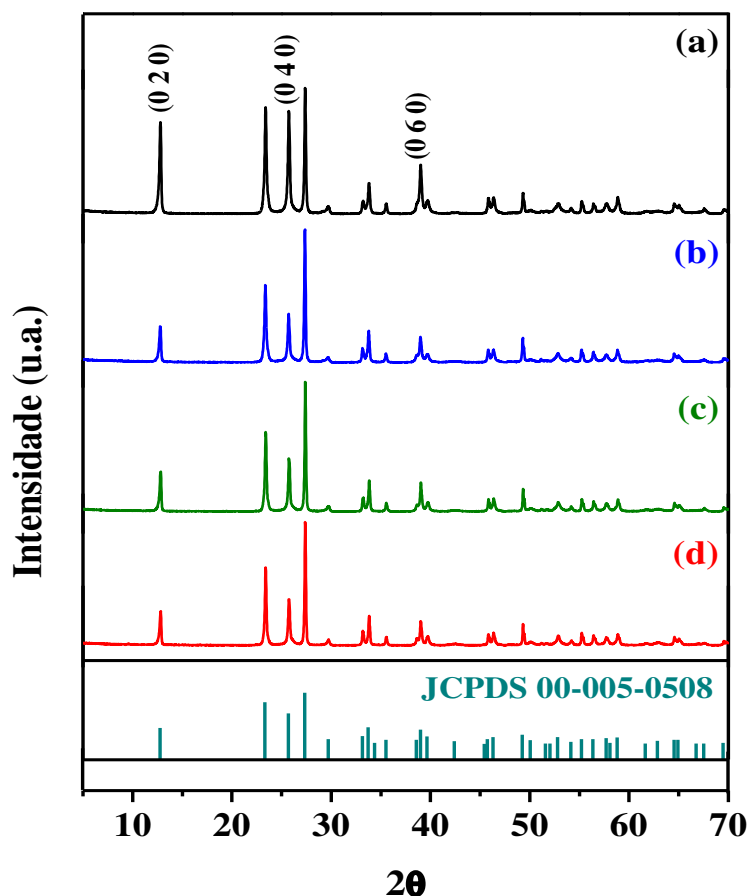 (a)
(0 2 0)
(0 4 0)
(0 6 0)
(b)
(c)
(d)
JCPDS 00-005-0508
Intensidade (u.a.)
10 20 30 40 50 60 70
2θ